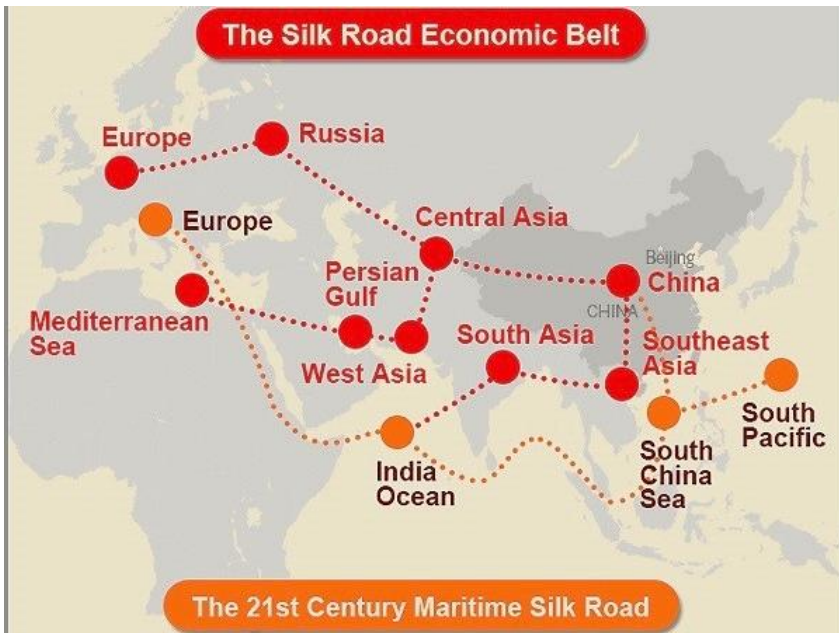 The Silk Road Economic Belt
Europe
Russia
Europe
Central Asia
Beijing
China
Persian
Gulf
CHINA
Mediterranean
Sea
West Asia
South Asia
Southeast
Asia
South
Pacific
India
Ocean
South
China
Sea
The 21st Century Maritime Silk Road